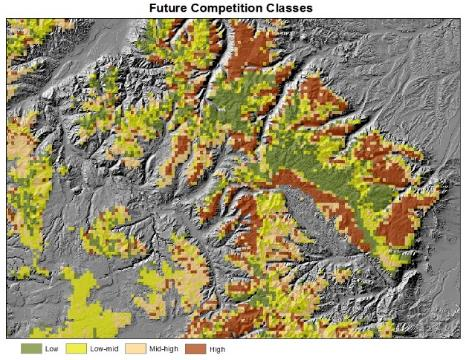 Future Competition Classes
Low Low-mid Mid-high High